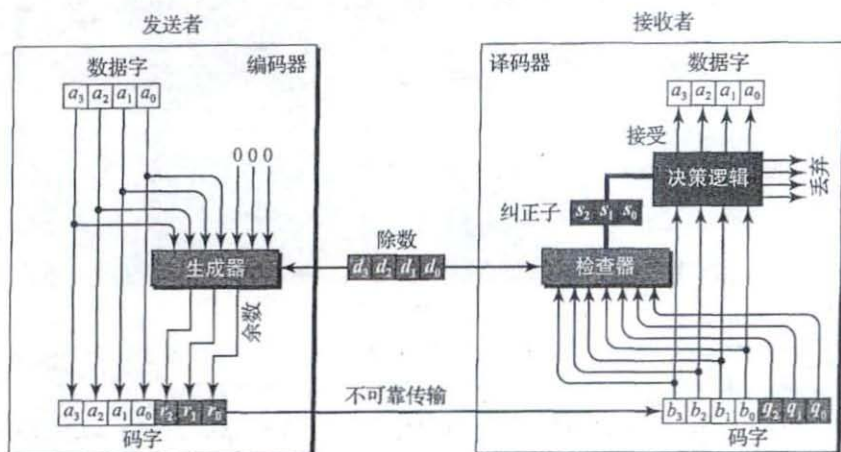 发送者
接收者
编码器
译码器
数据字
a₃ a₂ a₁ a₀
数据字
a₃ a₂ a₁ a₀
0 0 0
接受
决策逻辑
丢弃
纠正子
s₂ s₁ s₀
除数
d₃ d₂ d₁ d₀
生成器
检查器
余数
不可靠传输
a₃ a₂ a₁ a₀ r₂ r₁ r₀
码字
b₃ b₂ b₁ b₀ q₂ q₁ q₀
码字